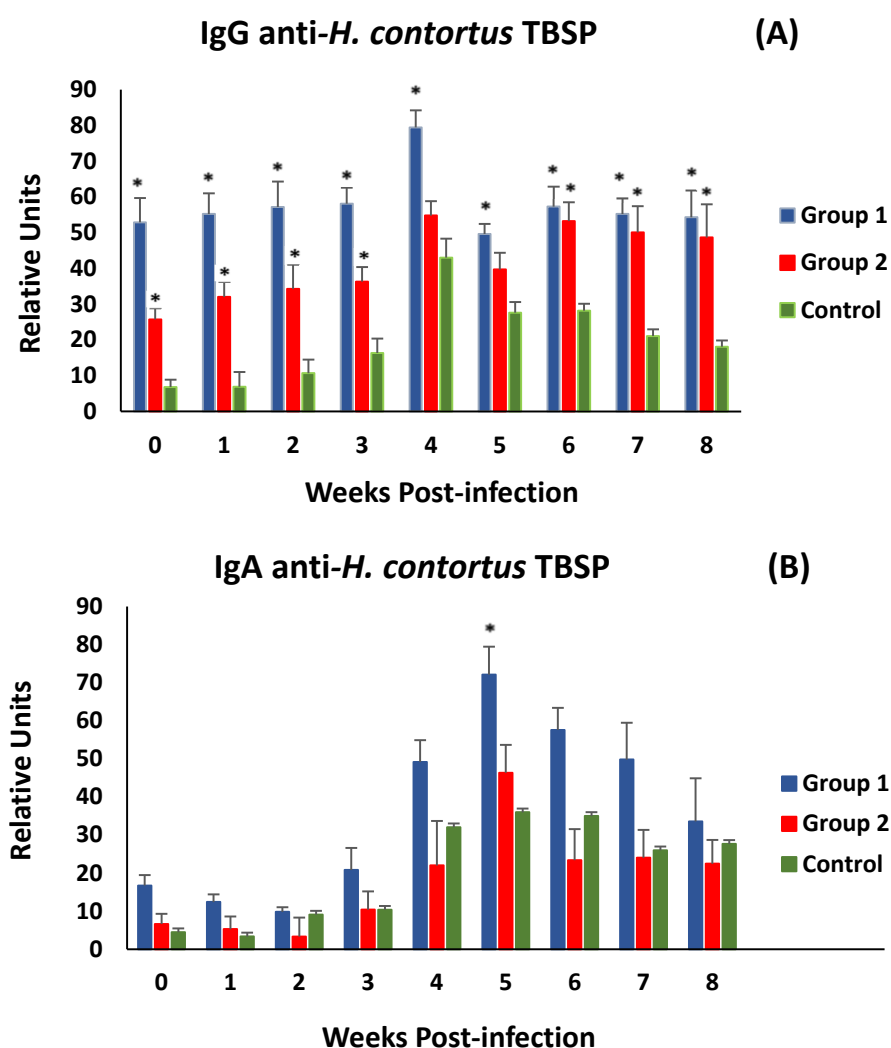 IgG anti-H. contortus TBSP (A)
90
80
70
60
50
40
30
20
10
0
Relative Units
* * * * * * * * *
* * * * * * *
0 1 2 3 4 5 6 7 8
Weeks Post-infection
Group 1
Group 2
Control
IgA anti-H. contortus TBSP (B)
90
80
70
60
50
40
30
20
10
0
Relative Units
*
0 1 2 3 4 5 6 7 8
Weeks Post-infection
Group 1
Group 2
Control